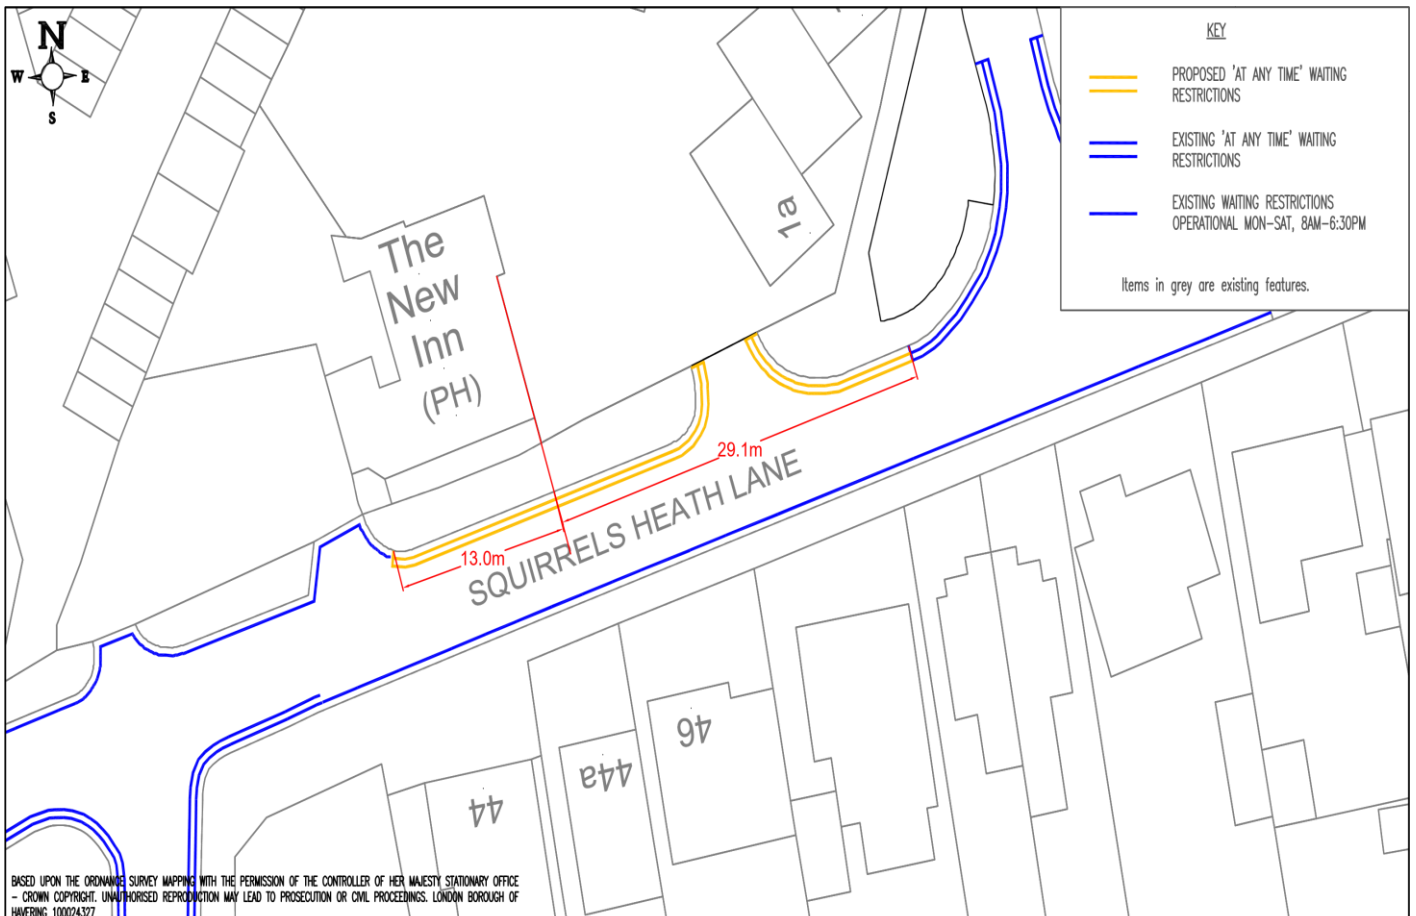 N
W E
S
KEY
PROPOSED 'AT ANY TIME' WAITING
RESTRICTIONS
EXISTING 'AT ANY TIME' WAITING
RESTRICTIONS
EXISTING WAITING RESTRICTIONS
OPERATIONAL MON-SAT, 8AM-6:30PM
Items in grey are existing features.
4
1a
The
New
Inn
(PH)
29.1m
13.0m
SQUIRRELS HEATH LANE
46
44a
44
BASED UPON THE ORDNANCE SURVEY MAPPING WITH THE PERMISSION OF THE CONTROLLER OF HER MAJESTY STATIONARY OFFICE
- CROWN COPYRIGHT. UNAUTHORISED REPRODUCTION MAY LEAD TO PROSECUTION OR CIVIL PROCEEDINGS. LONDON BOROUGH OF
HAVERING 100024327